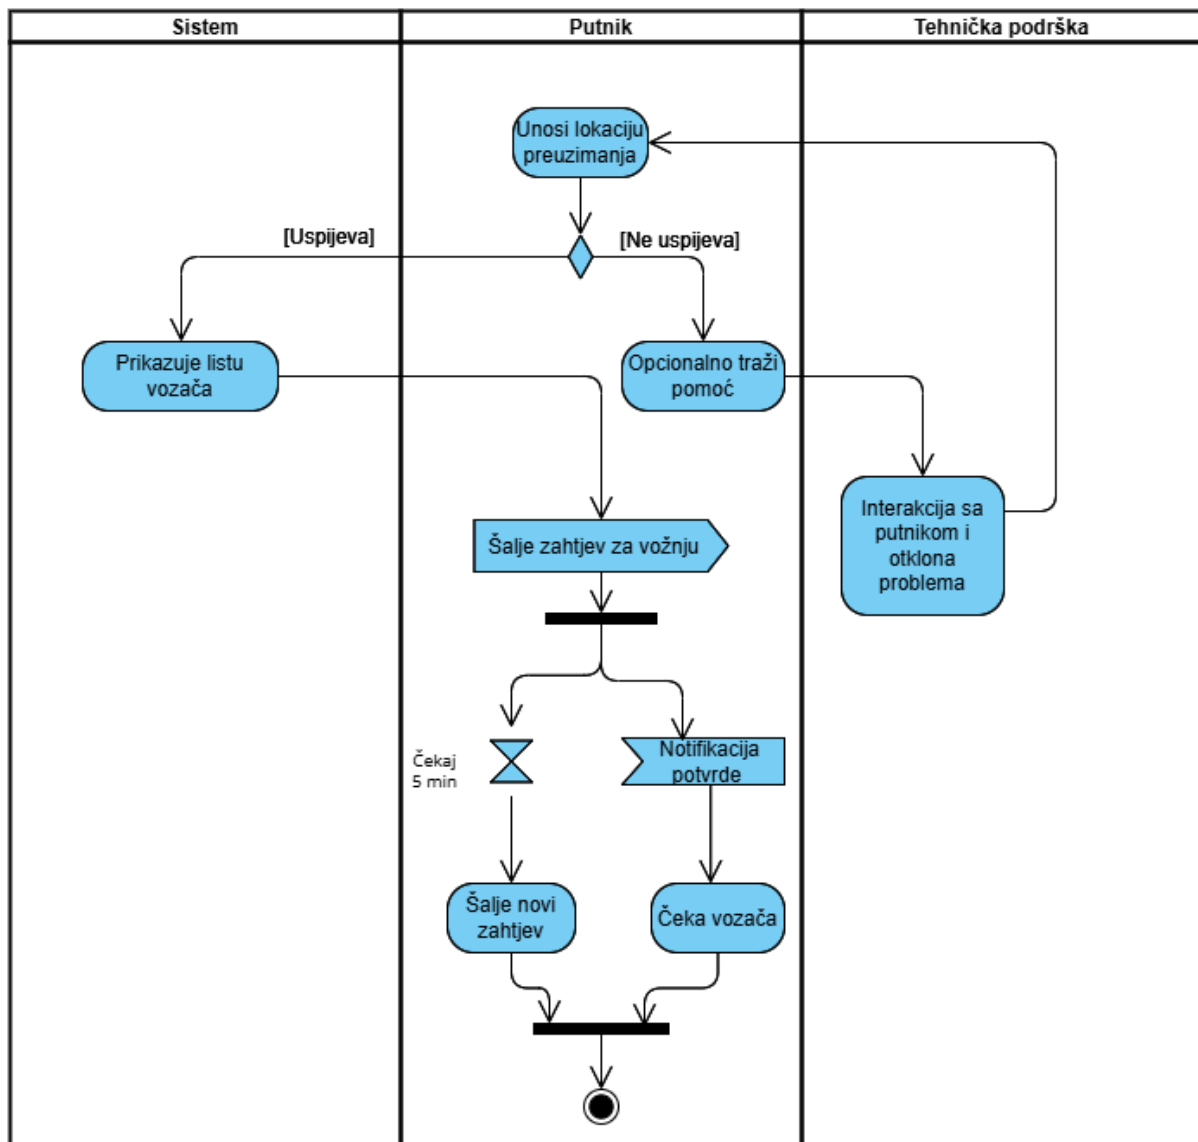 Sistem
Putnik
Tehnička podrška
Unosi lokaciju
preuzimanja
[Uspijeva]
[Ne uspijeva]
Prikazuje listu
vozača
Opcionalno traži
pomoć
Interakcija sa
putnikom i
otklona
problema
Šalje zahtjev za vožnju
Čekaj
5 min
Notifikacija
potvrde
Šalje novi
zahtjev
Čeka vozača